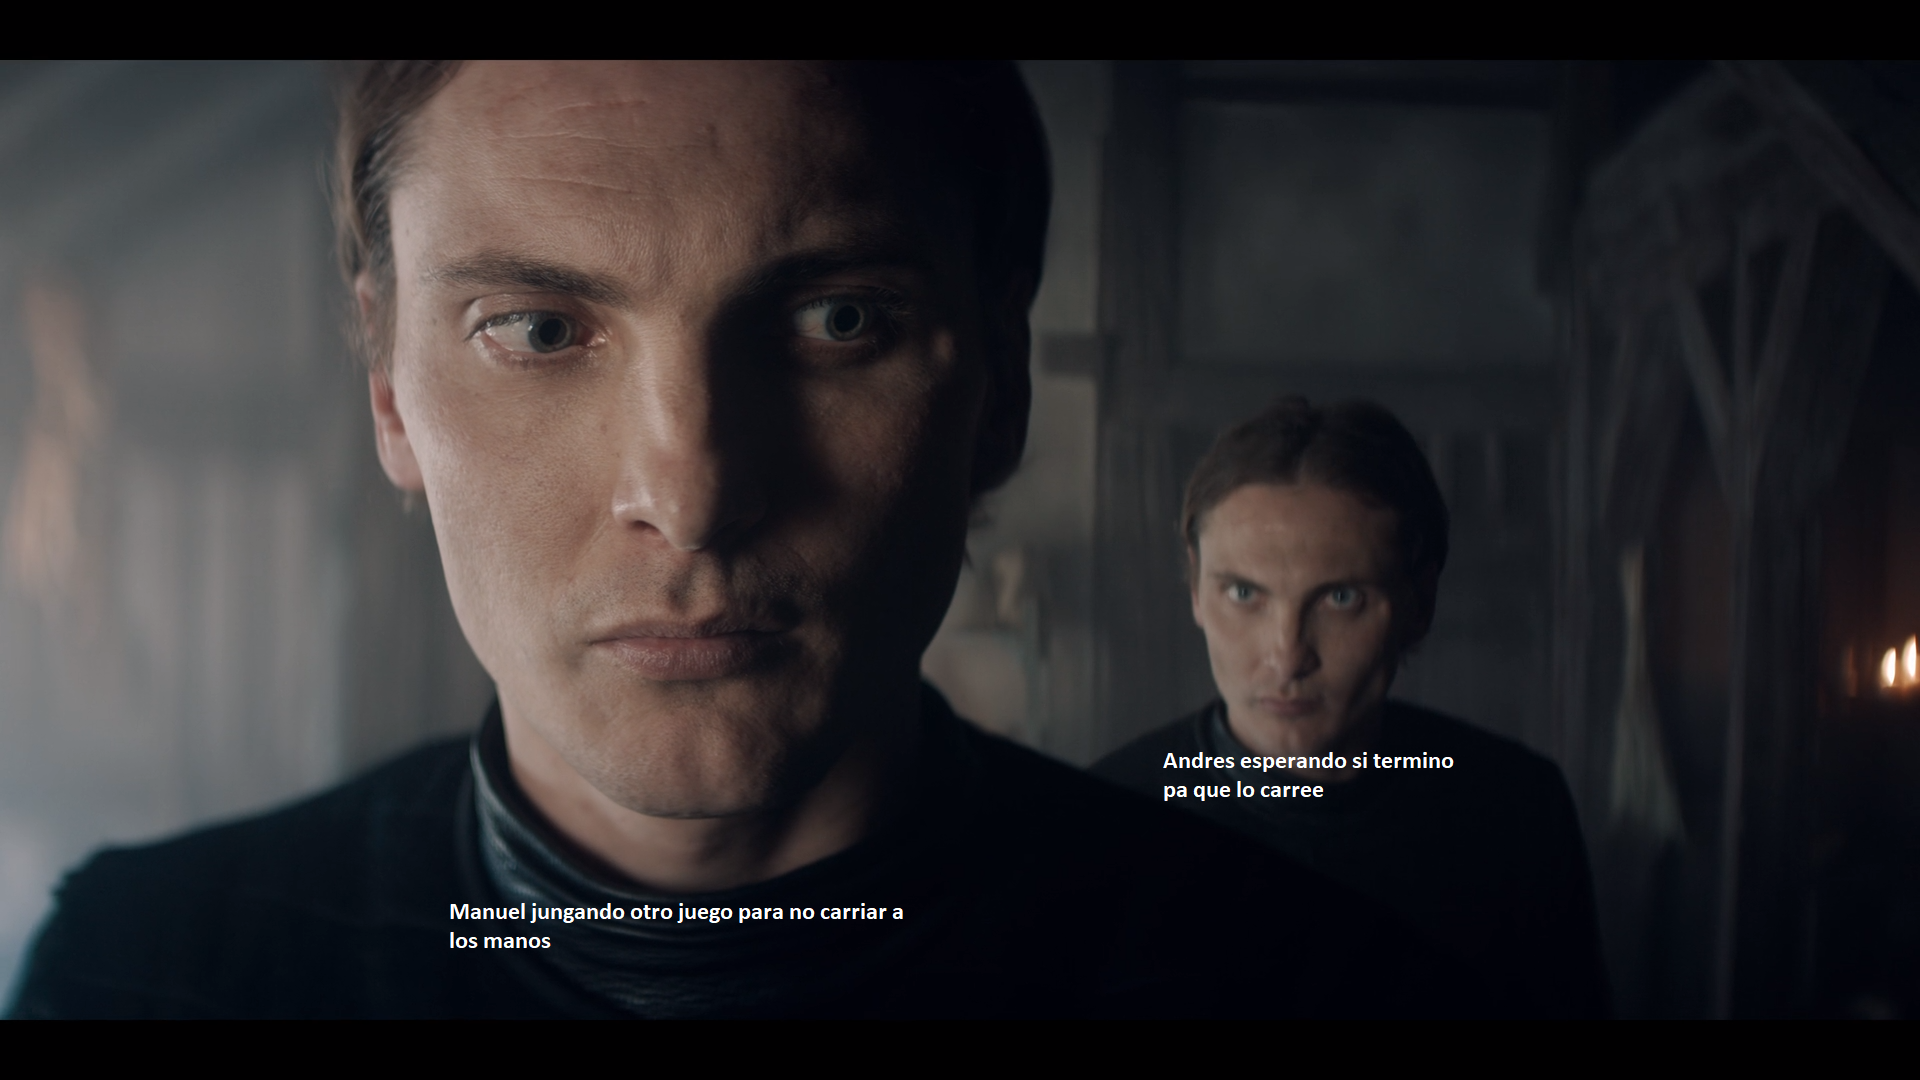 Andres esperando si termino
pa que lo carree
Manuel jungando otro juego para no carriar a
los manos